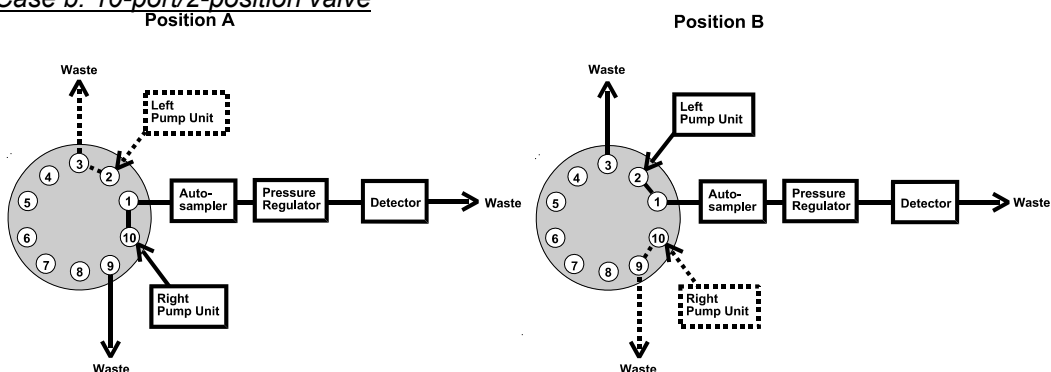 Case b: 10-port/2-position valve
Position A
Waste
Left
Pump Unit
3
2
4
1
5
Auto-
sampler
Pressure
Regulator
Detector
Waste
6
10
7
8
9
Right
Pump Unit
Waste
Position B
Waste
Left
Pump Unit
3
2
4
1
5
Auto-
sampler
Pressure
Regulator
Detector
Waste
6
10
7
8
9
Right
Pump Unit
Waste